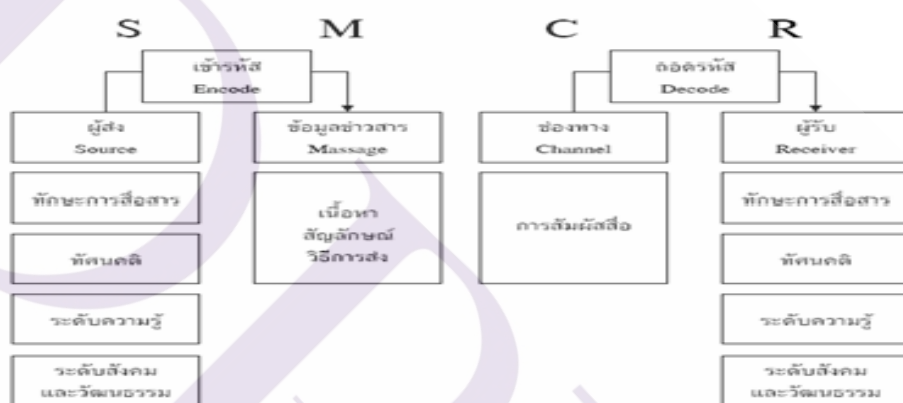 S M C R
เข้ารหัส
Encode
ถอดรหัส
Decode
ผู้ส่ง
Source
ข้อมูลข่าวสาร
Massage
ช่องทาง
Channel
ผู้รับ
Receiver
ทักษะการสื่อสาร
เนื้อหา
สัญลักษณ์
วิธีการส่ง
การสัมผัสสื่อ
ทักษะการสื่อสาร
ทัศนคติ
ทัศนคติ
ระดับความรู้
ระดับความรู้
ระดับสังคม
และวัฒนธรรม
ระดับสังคม
และวัฒนธรรม